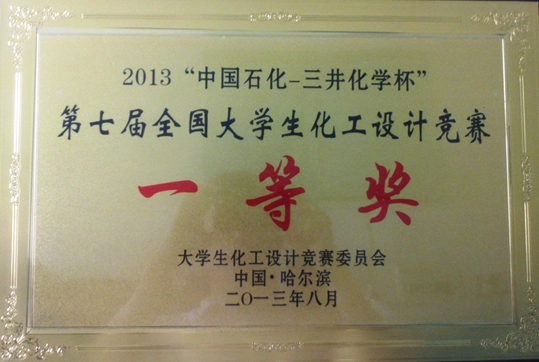 2013“中国石化-三井化学杯”
第七届全国大学生化工设计竞赛
一等奖
大学生化工设计竞赛委员会
中国·哈尔滨
二〇一三年八月